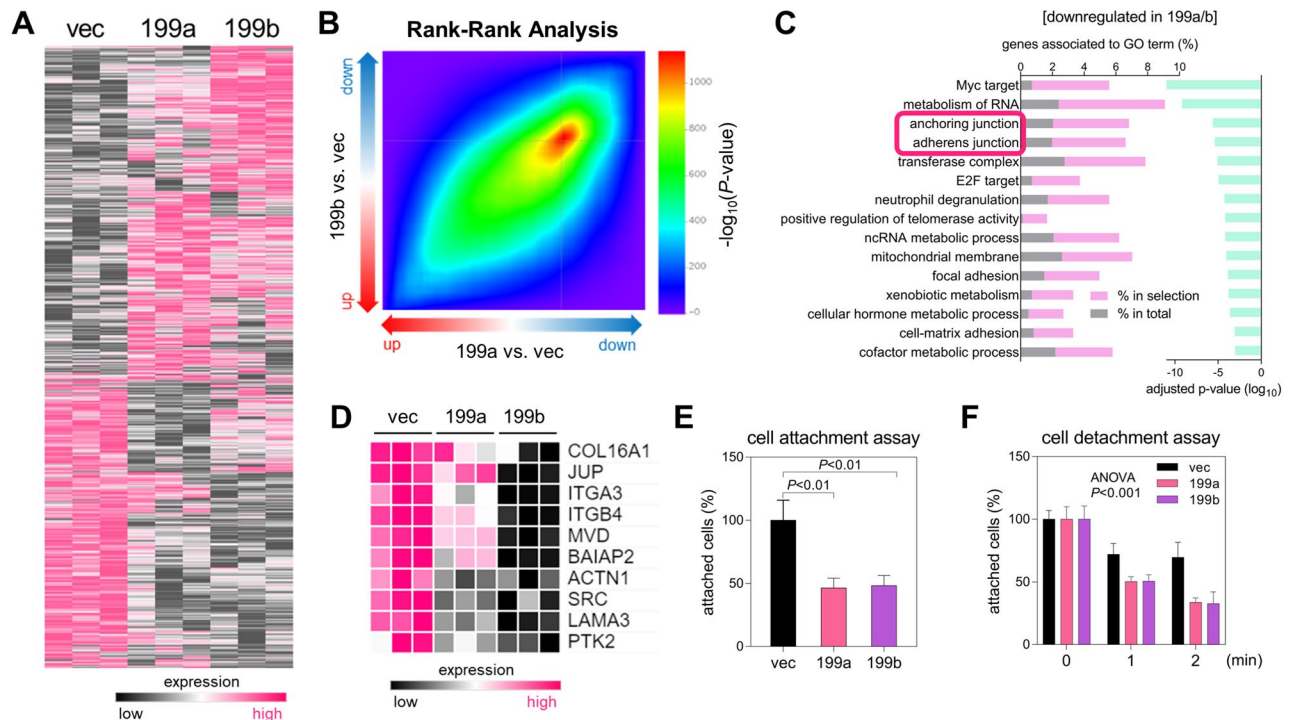 A
vec 199a 199b
expression
low high
B
Rank-Rank Analysis
down
199b vs. vec
up
up 199a vs. vec down
1000
800
600
400
200
0
-log10(P-value)
C
[downregulated in 199a/b]
genes associated to GO term (%)
0 2 4 6 8 10
Myc target
metabolism of RNA
anchoring junction
adherens junction
transferase complex
E2F target
neutrophil degranulation
positive regulation of telomerase activity
ncRNA metabolic process
mitochondrial membrane
focal adhesion
xenobiotic metabolism
cellular hormone metabolic process
cell-matrix adhesion
cofactor metabolic process
% in selection
% in total
-10 -5 0
adjusted p-value (log10)
D
vec 199a 199b
COL16A1
JUP
ITGA3
ITGB4
MVD
BAIAP2
ACTN1
SRC
LAMA3
PTK2
expression
low high
E
cell attachment assay
attached cells (%)
150
100
50
0
P<0.01
P<0.01
vec 199a 199b
F
cell detachment assay
attached cells (%)
150
100
50
0
ANOVA
P<0.001
vec
199a
199b
0 1 2 (min)